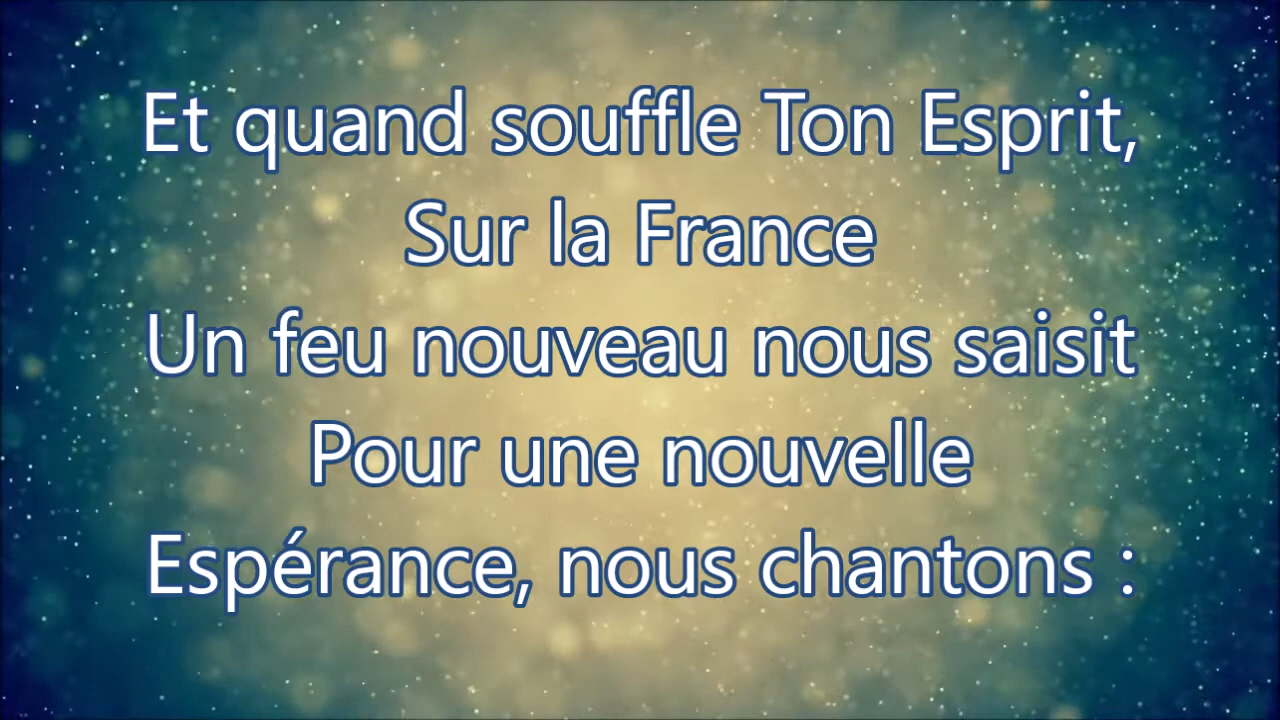 Et quand souffle Ton Esprit,
Sur la France
Un feu nouveau nous saisit
Pour une nouvelle
Espérance, nous chantons :